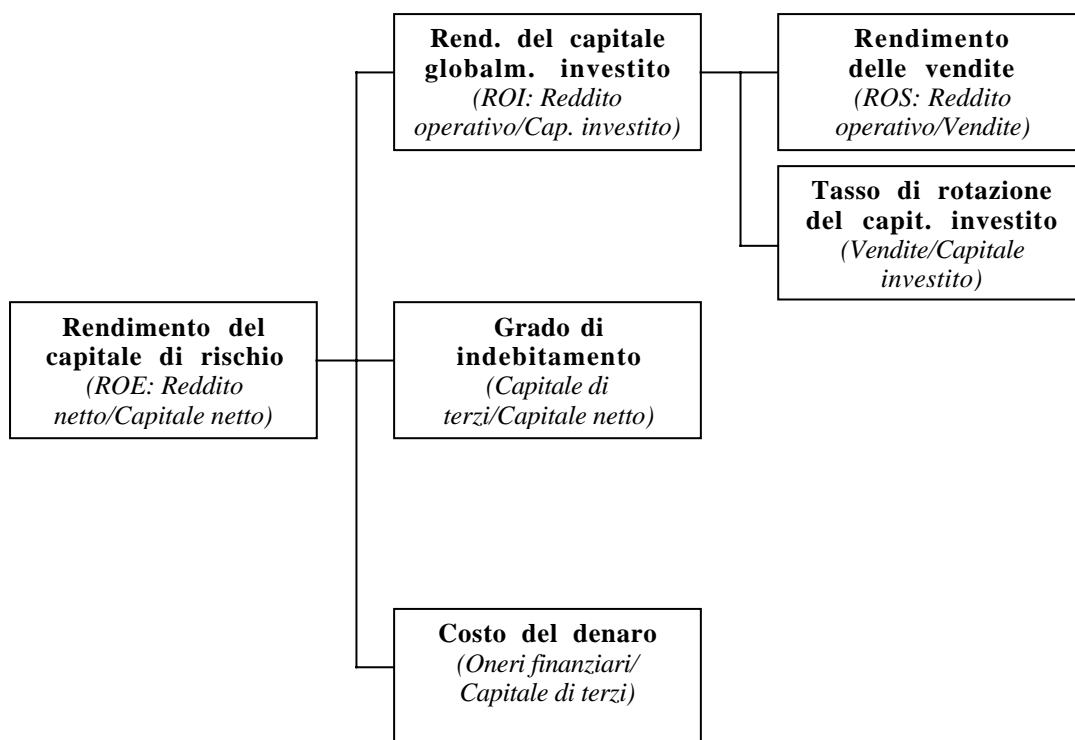 Rend. del capitale
globalm. investito
(ROI: Reddito
operativo/Cap. investito)
Rendimento
delle vendite
(ROS: Reddito
operativo/Vendite)
Tasso di rotazione
del capit. investito
(Vendite/Capitale
investito)
Rendimento del
capitale di rischio
(ROE: Reddito
netto/Capitale netto)
Grado di
indebitamento
(Capitale di
terzi/Capitale netto)
Costo del denaro
(Oneri finanziari/
Capitale di terzi)